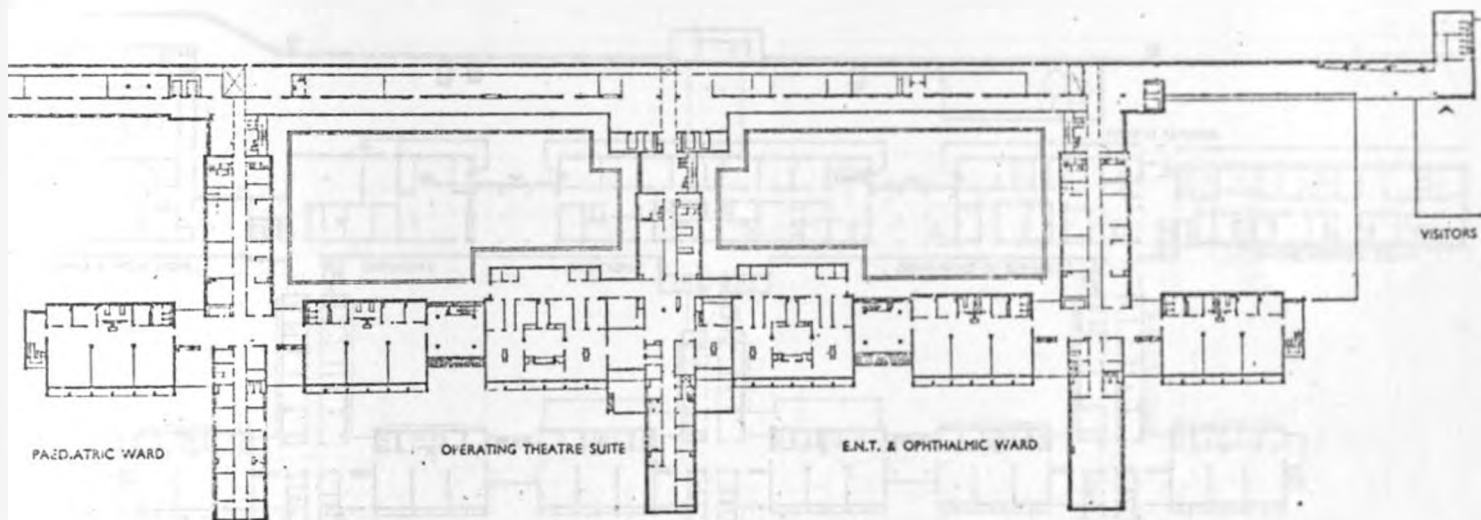 VISITORS
PAEDIATRIC WARD
OPERATING THEATRE SUITE
E.N.T. & OPHTHALMIC WARD